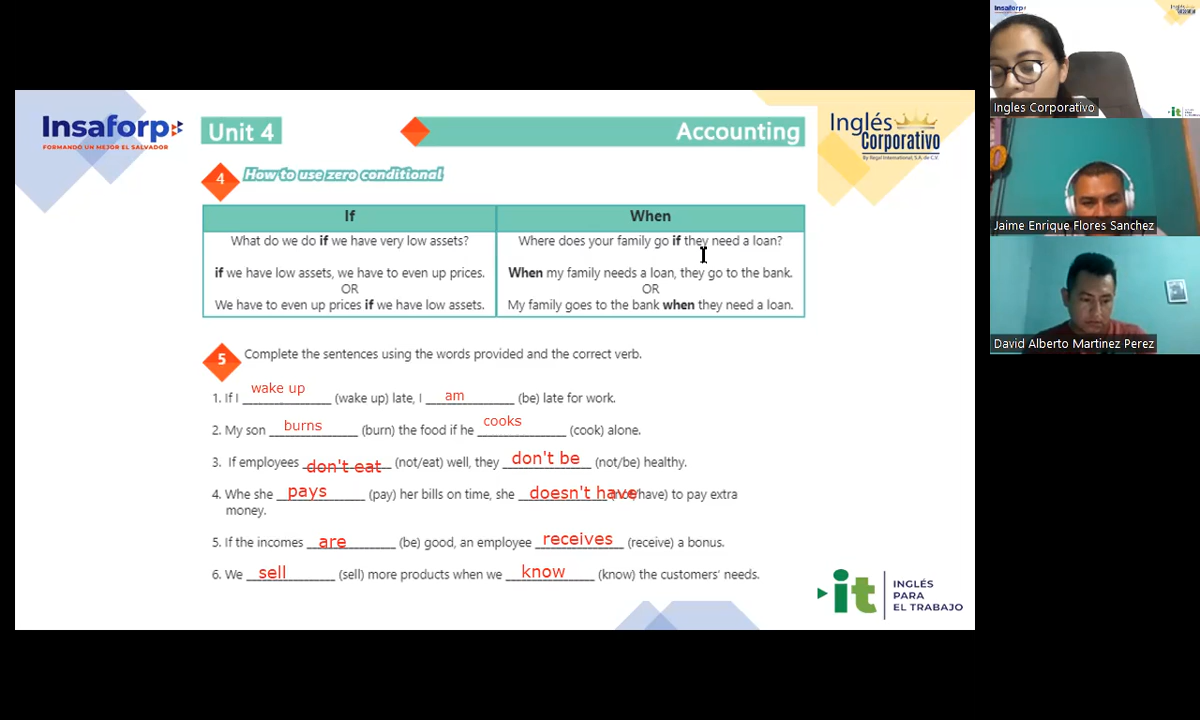 Insaforp
FORMANDO UN MEJOR EL SALVADOR
Unit 4
Accounting
Inglés
Corporativo
By Regal International, S.A. de C.V.
4
How to use zero conditional
If
When
What do we do if we have very low assets?
if we have low assets, we have to even up prices.
OR
We have to even up prices if we have low assets.
Where does your family go if they need a loan?
When my family needs a loan, they go to the bank.
OR
My family goes to the bank when they need a loan.
5
Complete the sentences using the words provided and the correct verb.
1. If I wake up (wake up) late, I am (be) late for work.
2. My son burns (burn) the food if he cooks (cook) alone.
3. If employees don't eat (not/eat) well, they don't be (not/be) healthy.
4. Whe she pays (pay) her bills on time, she doesn't have (not/have) to pay extra
money.
5. If the incomes are (be) good, an employee receives (receive) a bonus.
6. We sell (sell) more products when we know (know) the customers' needs.
it
INGLÉS
PARA
EL TRABAJO
Insaforp
Ingles Corporativo
it
Jaime Enrique Flores Sanchez
David Alberto Martinez Perez